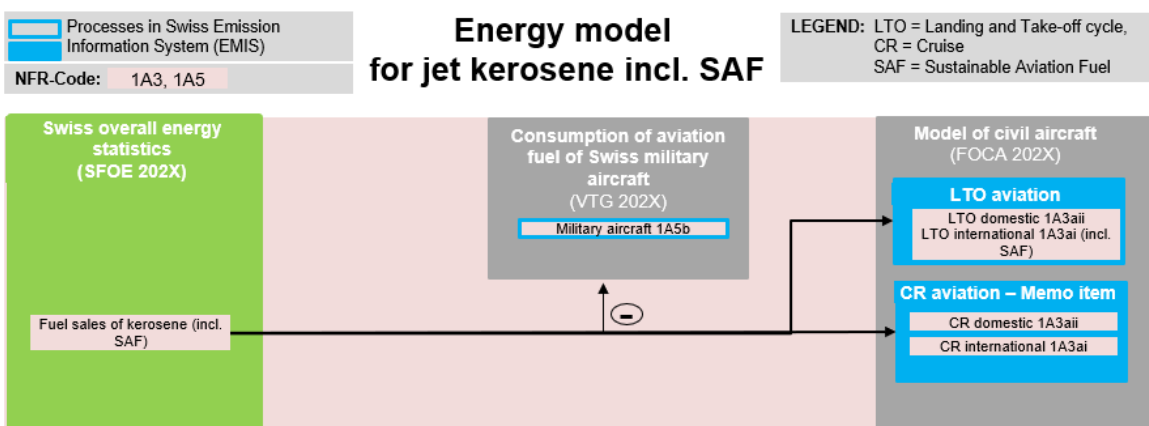 Processes in Swiss Emission
Information System (EMIS)
NFR-Code: 1A3, 1A5
Energy model
for jet kerosene incl. SAF
LEGEND: LTO = Landing and Take-off cycle,
CR = Cruise
SAF = Sustainable Aviation Fuel
Swiss overall energy
statistics
(SFOE 202X)
Fuel sales of kerosene (incl.
SAF)
Consumption of aviation
fuel of Swiss military
aircraft
(VTG 202X)
Military aircraft 1A5b
-
Model of civil aircraft
(FOCA 202X)
LTO aviation
LTO domestic 1A3aii
LTO international 1A3ai (incl.
SAF)
CR aviation – Memo item
CR domestic 1A3aii
CR international 1A3ai